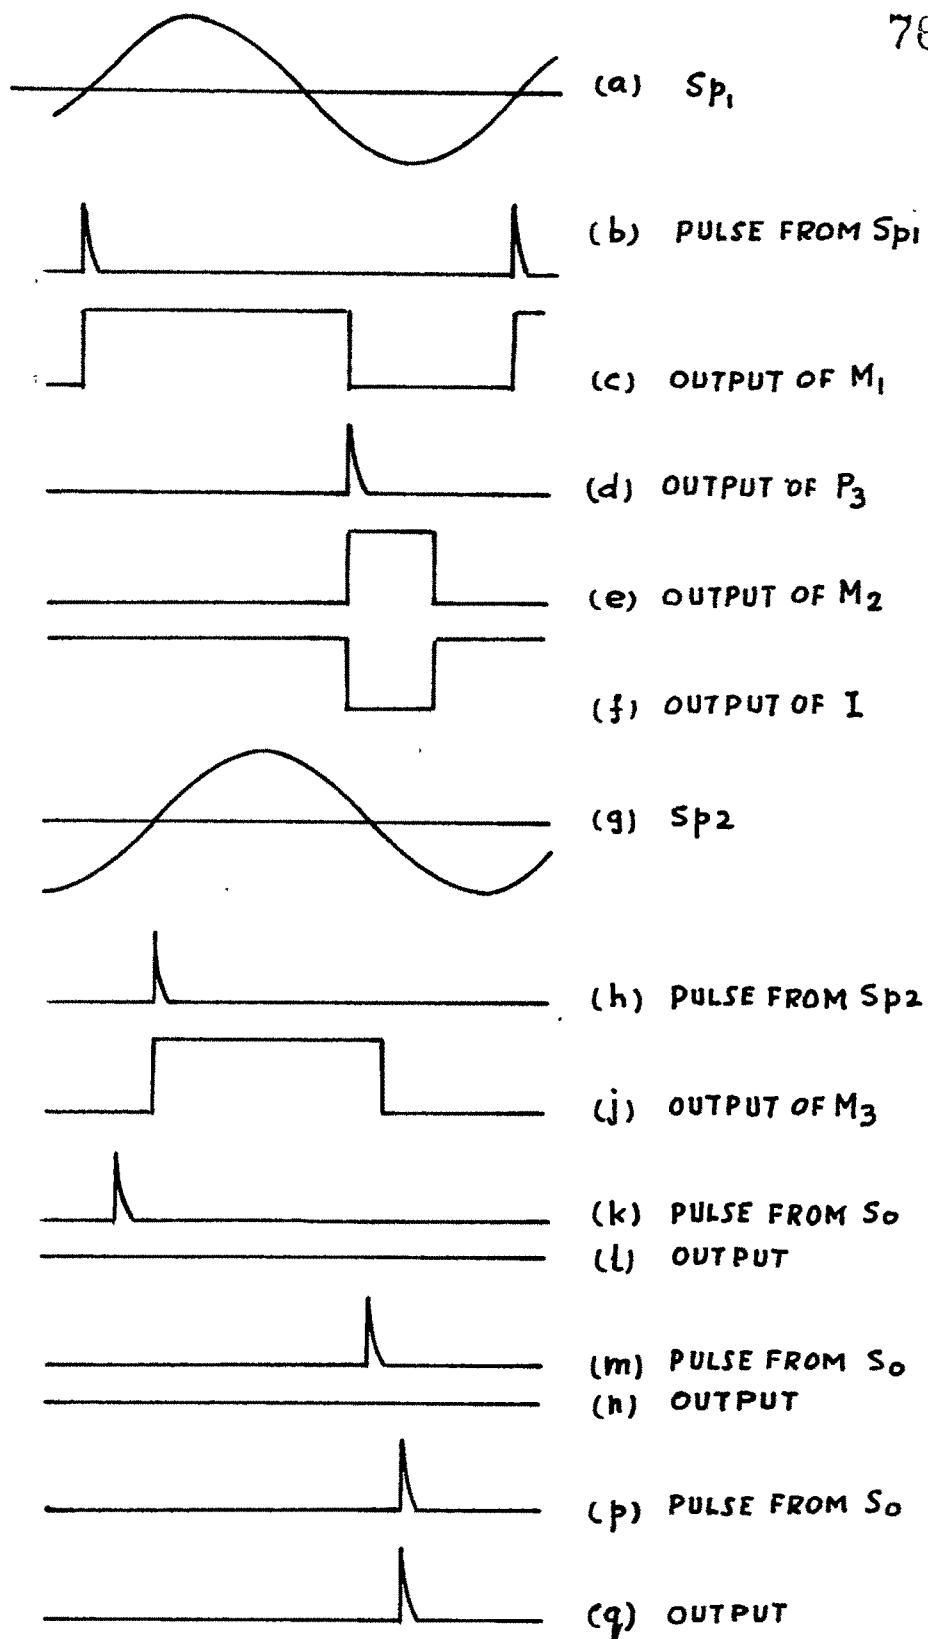 (a) Sp₁
(b) PULSE FROM Sp1
(c) OUTPUT OF M₁
(d) OUTPUT OF P₃
(e) OUTPUT OF M₂
(f) OUTPUT OF I
(g) Sp2
(h) PULSE FROM Sp2
(j) OUTPUT OF M₃
(k) PULSE FROM So
(l) OUTPUT
(m) PULSE FROM So
(n) OUTPUT
(p) PULSE FROM So
(q) OUTPUT